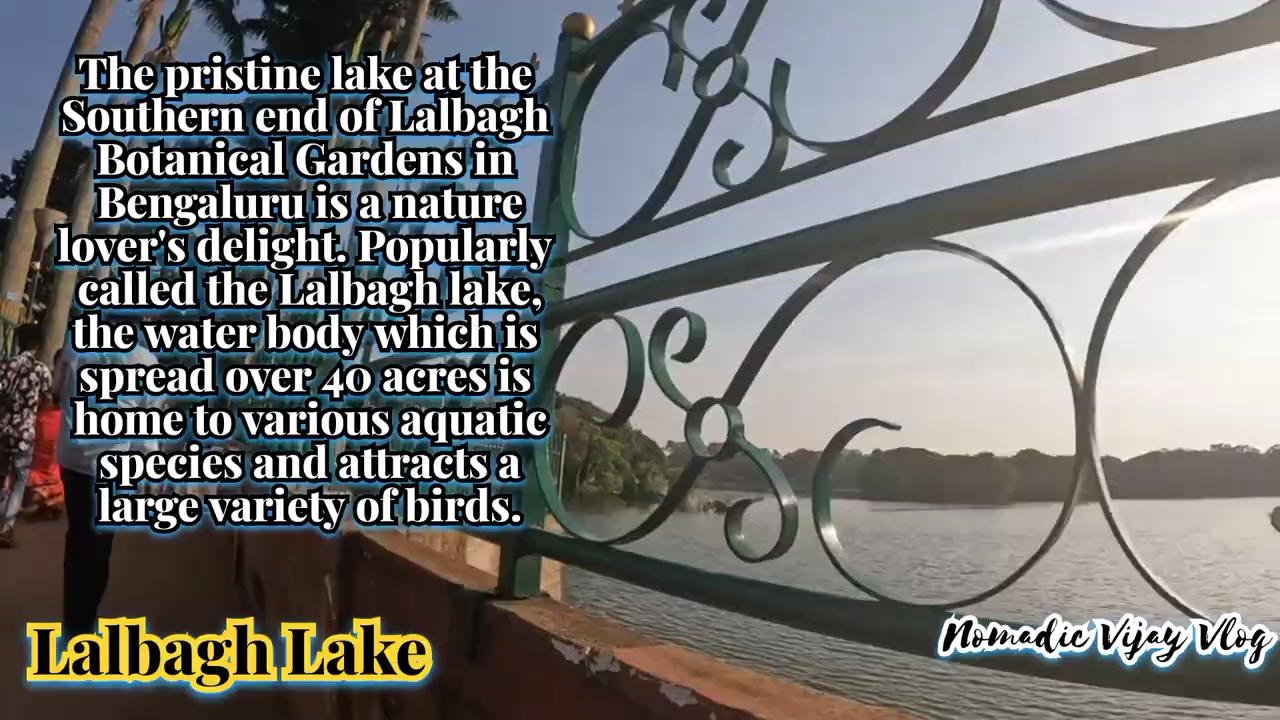 The pristine lake at the
Southern end of Lalbagh
Botanical Gardens in
Bengaluru is a nature
lover's delight. Popularly
called the Lalbagh lake,
the water body which is
spread over 40 acres is
home to various aquatic
species and attracts a
large variety of birds.
Lalbagh Lake
Nomadic Vijay Vlog